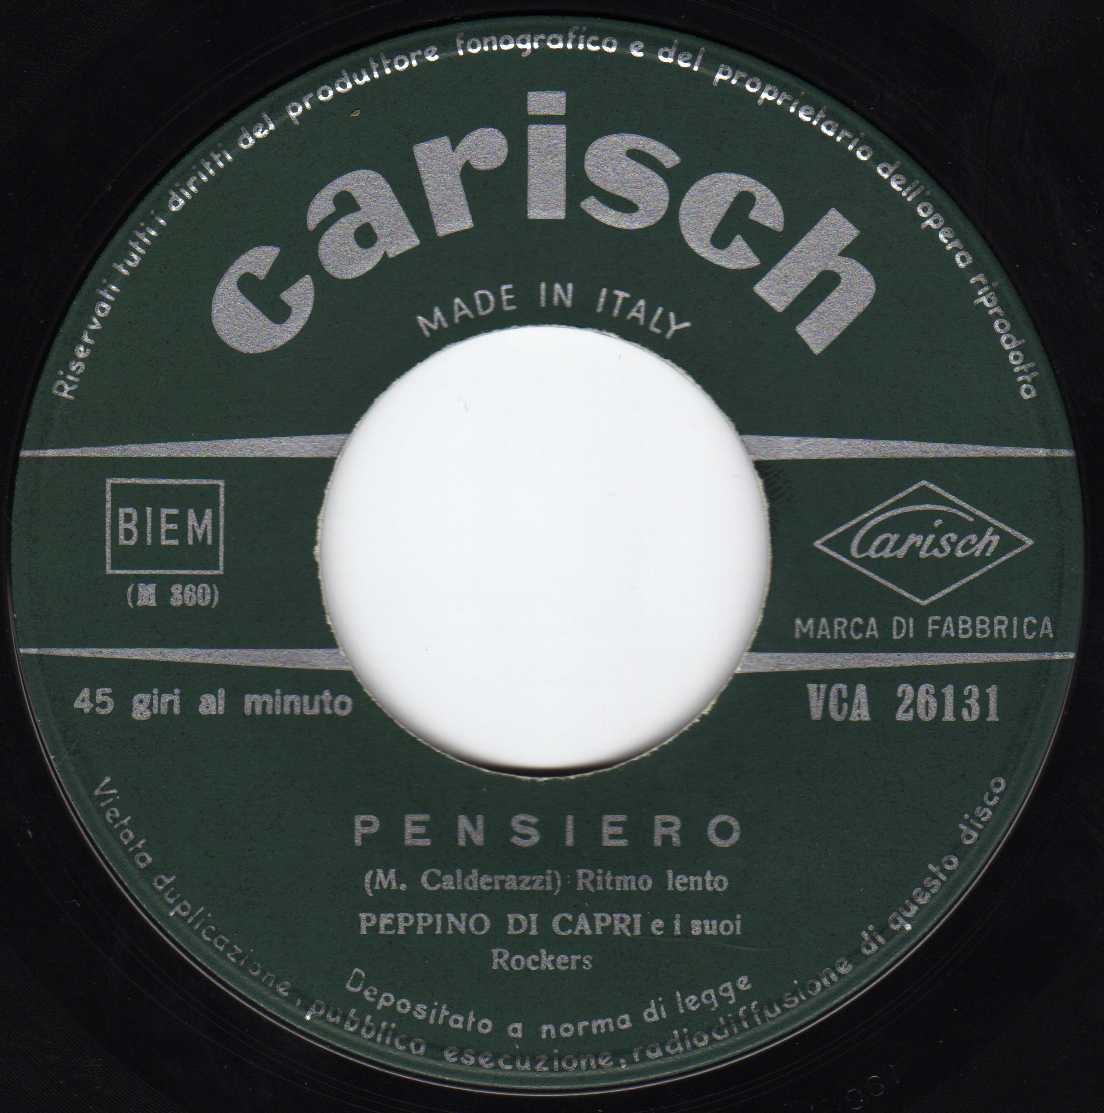 Riservati tutti i diritti del produttore fonografico e del proprietario dell'opera riprodotta
carisch
MADE IN ITALY
BIEM
(M 360)
Carisch
MARCA DI FABBRICA
45 giri al minuto
VCA 26131
PENSIERO
(M. Calderazzi) Ritmo lento
PEPPINO DI CAPRI e i suoi
Rockers
Depositato a norma di legge
Vietata duplicazione, pubblica esecuzione, radiodiffusione di questo disco